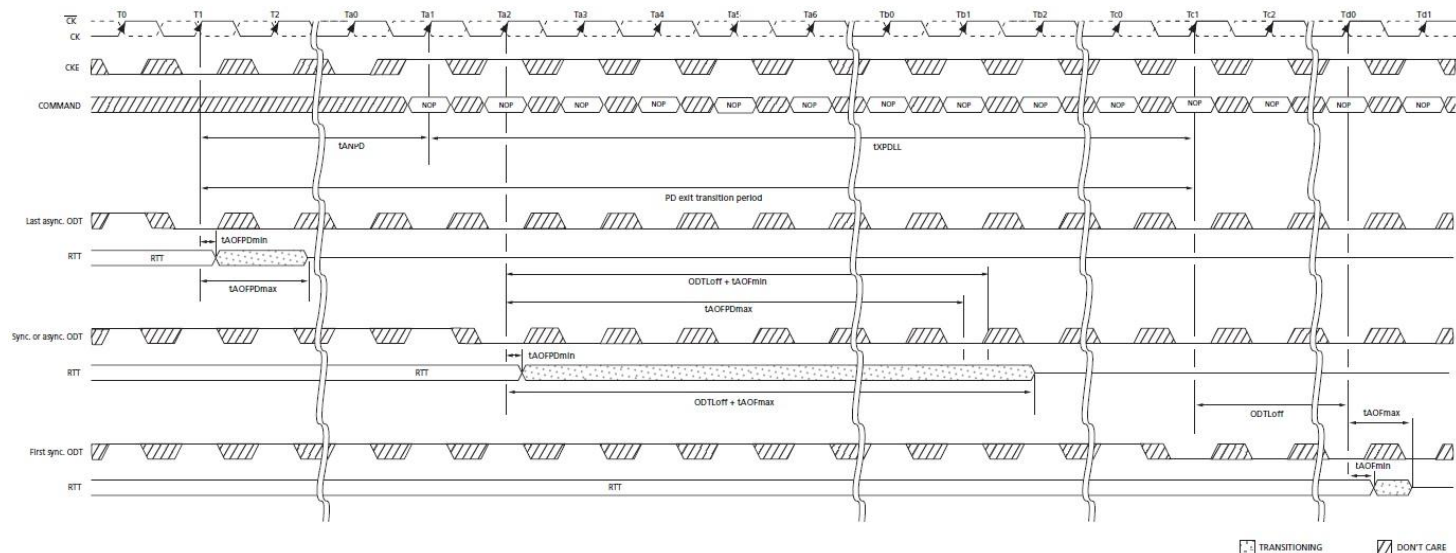 T0 T1 T2 Ta0 Ta1 Ta2 Ta3 Ta4 Ta5 Ta6 Tb0 Tb1 Tb2 Tc0 Tc1 Tc2 Td0 Td1
CK
CK
CKE
COMMAND NOP NOP NOP NOP NOP NOP NOP NOP NOP NOP NOP NOP NOP NOP
tANPD tXPDLL
PD exit transition period
Last async. ODT
tAOFPDmin
RTT RTT
tAOFPDmax
ODTLoff + tAOFmin
tAOFPDmax
Sync. or async. ODT
tAOFPDmin
RTT RTT
ODTLoff + tAOFmax
ODTLoff tAOFmax
First sync. ODT
tAOFmin
RTT RTT
TRANSITIONING DON'T CARE